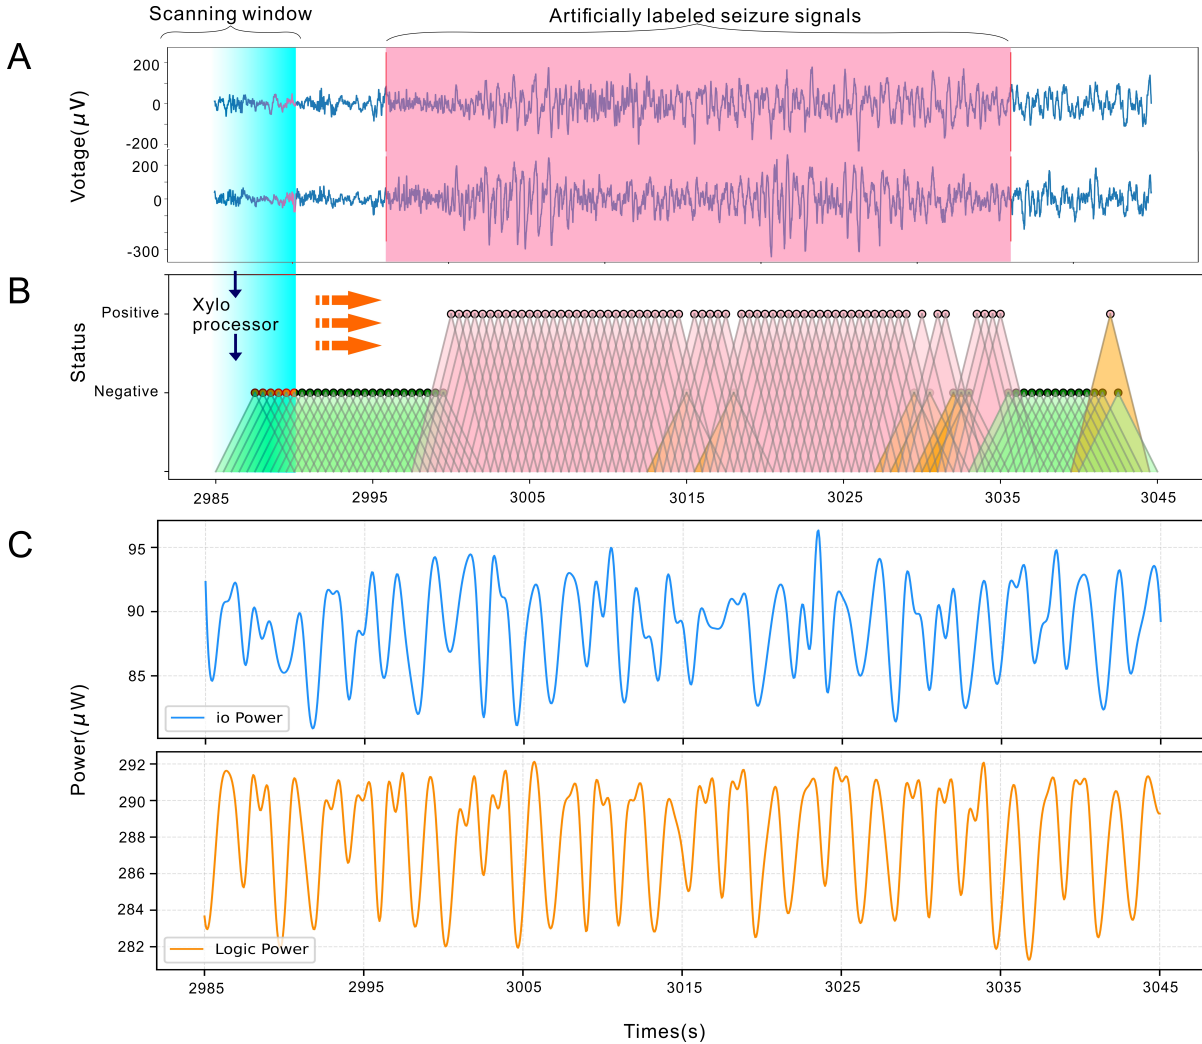 Scanning window
Artificially labeled seizure signals
A
Votage(μV)
200
0
-200
200
0
-300
B
Status
Positive
Negative
Xylo
processor
2985 2995 3005 3015 3025 3035 3045
C
Power(μW)
95
90
85
io Power
292
290
288
286
284
282
Logic Power
2985 2995 3005 3015 3025 3035 3045
Times(s)